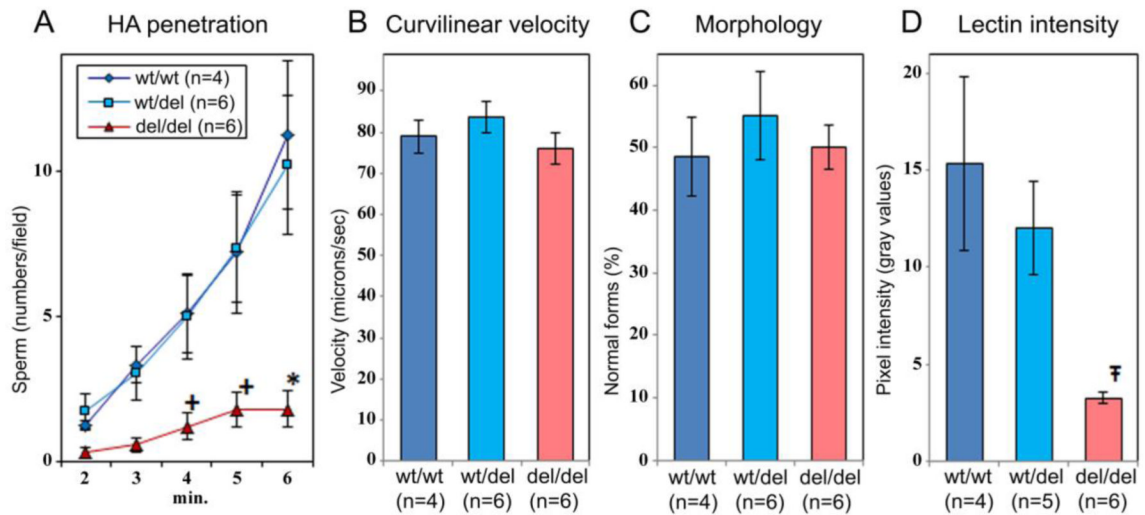 A HA penetration
Sperm (numbers/field)
10
5
0
wt/wt (n=4)
wt/del (n=6)
del/del (n=6)
+
+
*
2 3 4 5 6
min.
B Curvilinear velocity
Velocity (microns/sec)
90
80
70
60
50
40
30
20
10
0
wt/wt wt/del del/del
(n=4) (n=6) (n=6)
C Morphology
Normal forms (%)
60
50
40
30
20
10
0
wt/wt wt/del del/del
(n=4) (n=6) (n=6)
D Lectin intensity
Pixel intensity (gray values)
20
15
10
5
0
Ŧ
wt/wt wt/del del/del
(n=4) (n=5) (n=6)